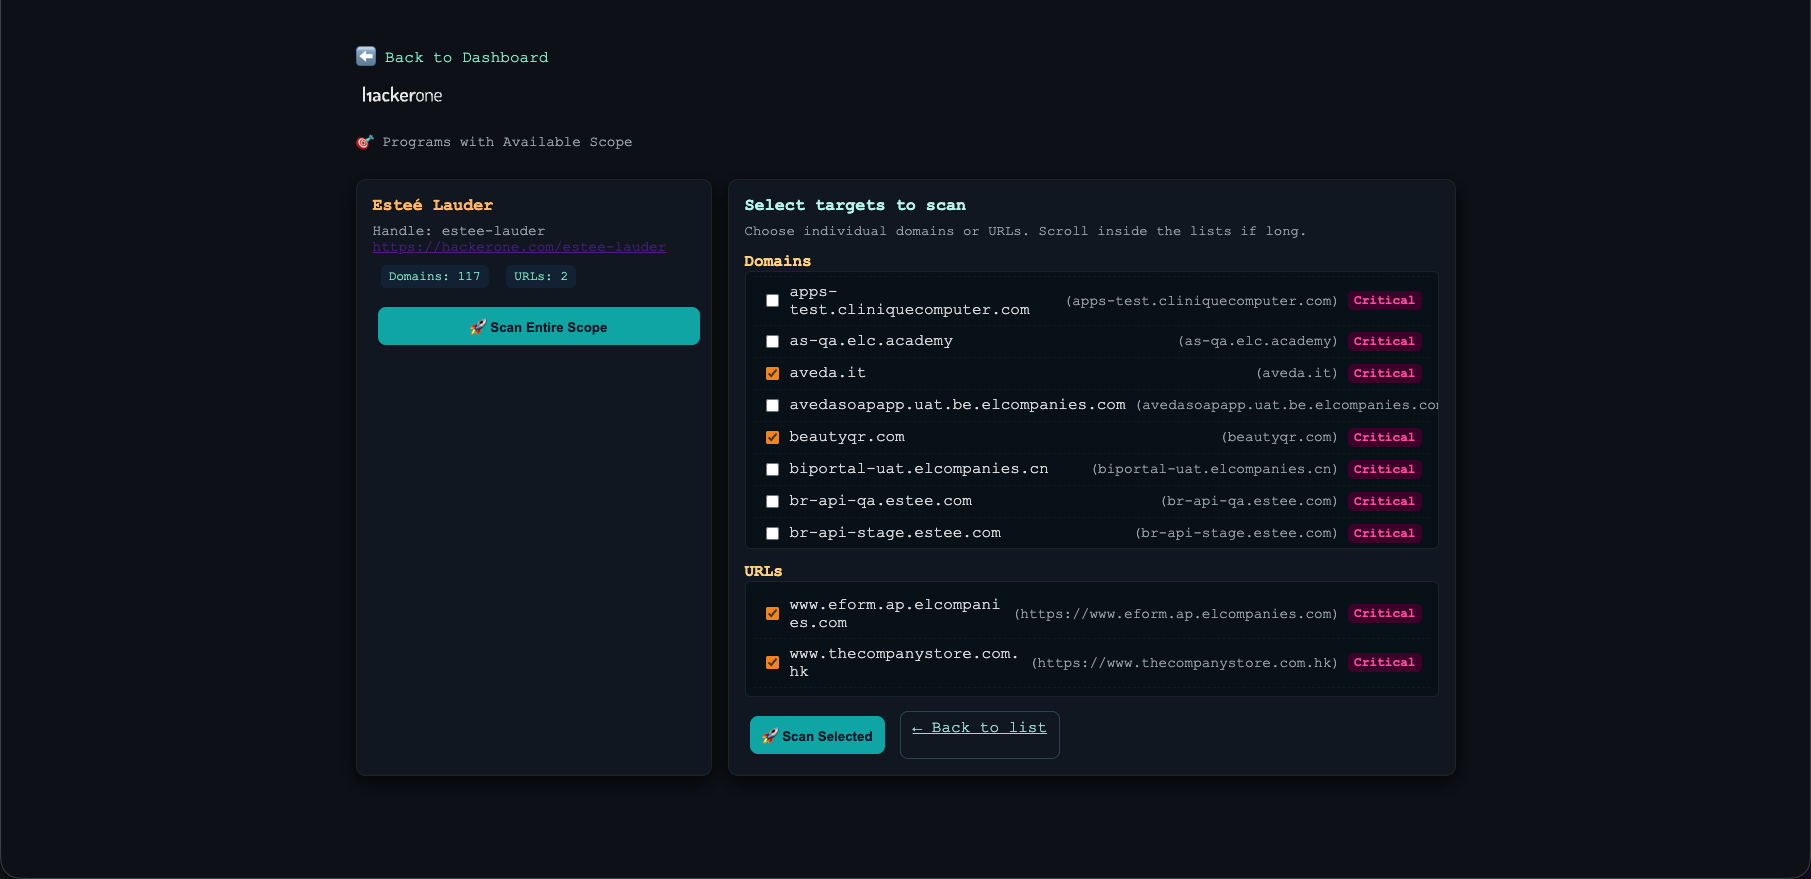 Back to Dashboard
hackerone
Programs with Available Scope
Esteé Lauder
Handle: estee-lauder
https://hackerone.com/estee-lauder
Domains: 117 URLs: 2
Scan Entire Scope
Select targets to scan
Choose individual domains or URLs. Scroll inside the lists if long.
Domains
apps-
test.cliniquecomputer.com (apps-test.cliniquecomputer.com) Critical
as-qa.elc.academy (as-qa.elc.academy) Critical
aveda.it (aveda.it) Critical
avedasoapapp.uat.be.elcompanies.com (avedasoapapp.uat.be.elcompanies.com
beautyqr.com (beautyqr.com) Critical
biportal-uat.elcompanies.cn (biportal-uat.elcompanies.cn) Critical
br-api-qa.estee.com (br-api-qa.estee.com) Critical
br-api-stage.estee.com (br-api-stage.estee.com) Critical
URLs
www.eform.ap.elcompani
es.com (https://www.eform.ap.elcompanies.com) Critical
www.thecompanystore.com.
hk (https://www.thecompanystore.com.hk) Critical
Scan Selected
← Back to list